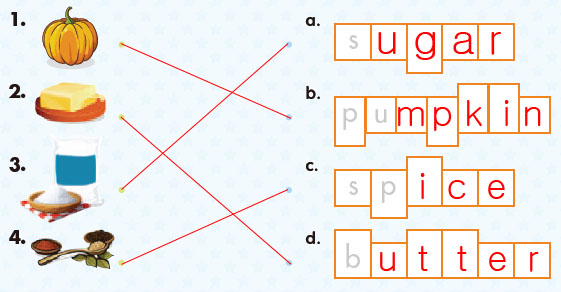 1.
a. sugar
2.
b. pumpkin
3.
c. spice
4.
d. butter